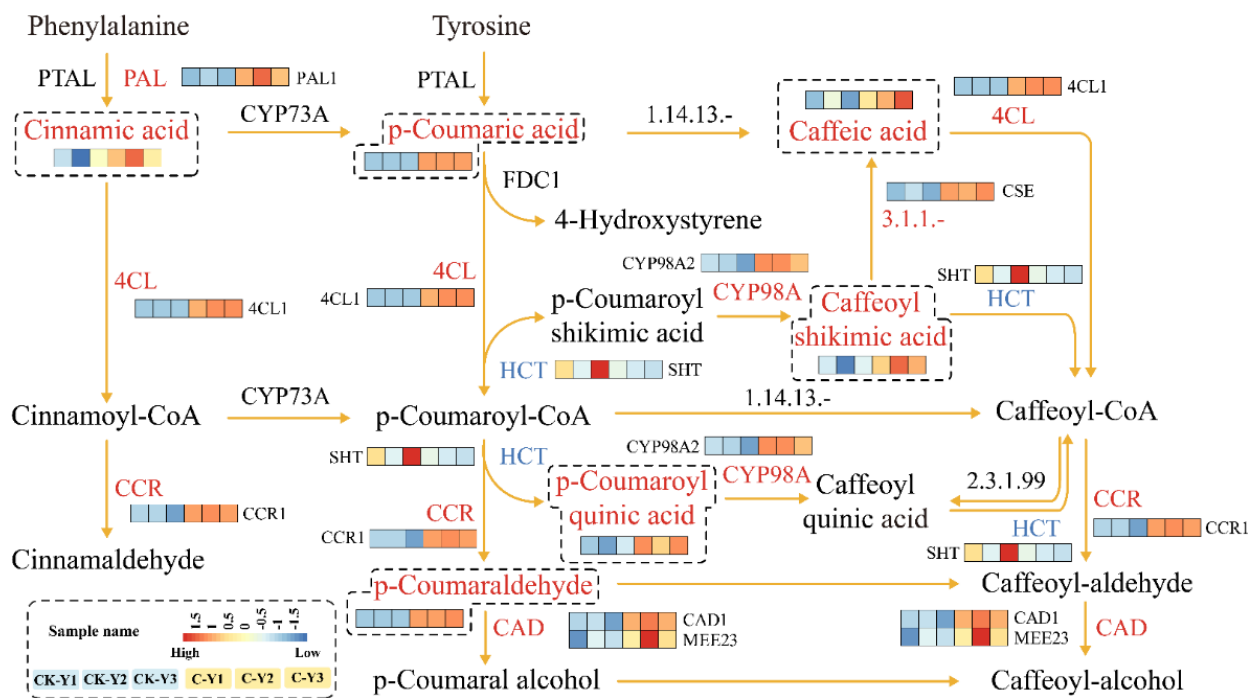 Phenylalanine
Tyrosine
PTAL
PAL
PAL1
PTAL
4CL1
Cinnamic acid
CYP73A
p-Coumaric acid
1.14.13.-
Caffeic acid
4CL
FDC1
4-Hydroxystyrene
CSE
3.1.1.-
4CL
4CL1
4CL
4CL1
CYP98A2
SHT
HCT
p-Coumaroyl
shikimic acid
CYP98A
Caffeoyl
shikimic acid
HCT
SHT
Cinnamoyl-CoA
CYP73A
p-Coumaroyl-CoA
1.14.13.-
Caffeoyl-CoA
SHT
HCT
CYP98A2
CCR
CCR1
p-Coumaroyl
quinic acid
CYP98A
Caffeoyl
quinic acid
2.3.1.99
HCT
SHT
CCR
CCR1
CCR
CCR1
Cinnamaldehyde
p-Coumaraldehyde
Caffeoyl-aldehyde
CAD1
MEE23
CAD
CAD1
MEE23
CAD
p-Coumaral alcohol
Caffeoyl-alcohol
Sample name
1.5 1 0.5 0 -0.5 -1 -1.5
High Low
CK-Y1 CK-Y2 CK-Y3 C-Y1 C-Y2 C-Y3